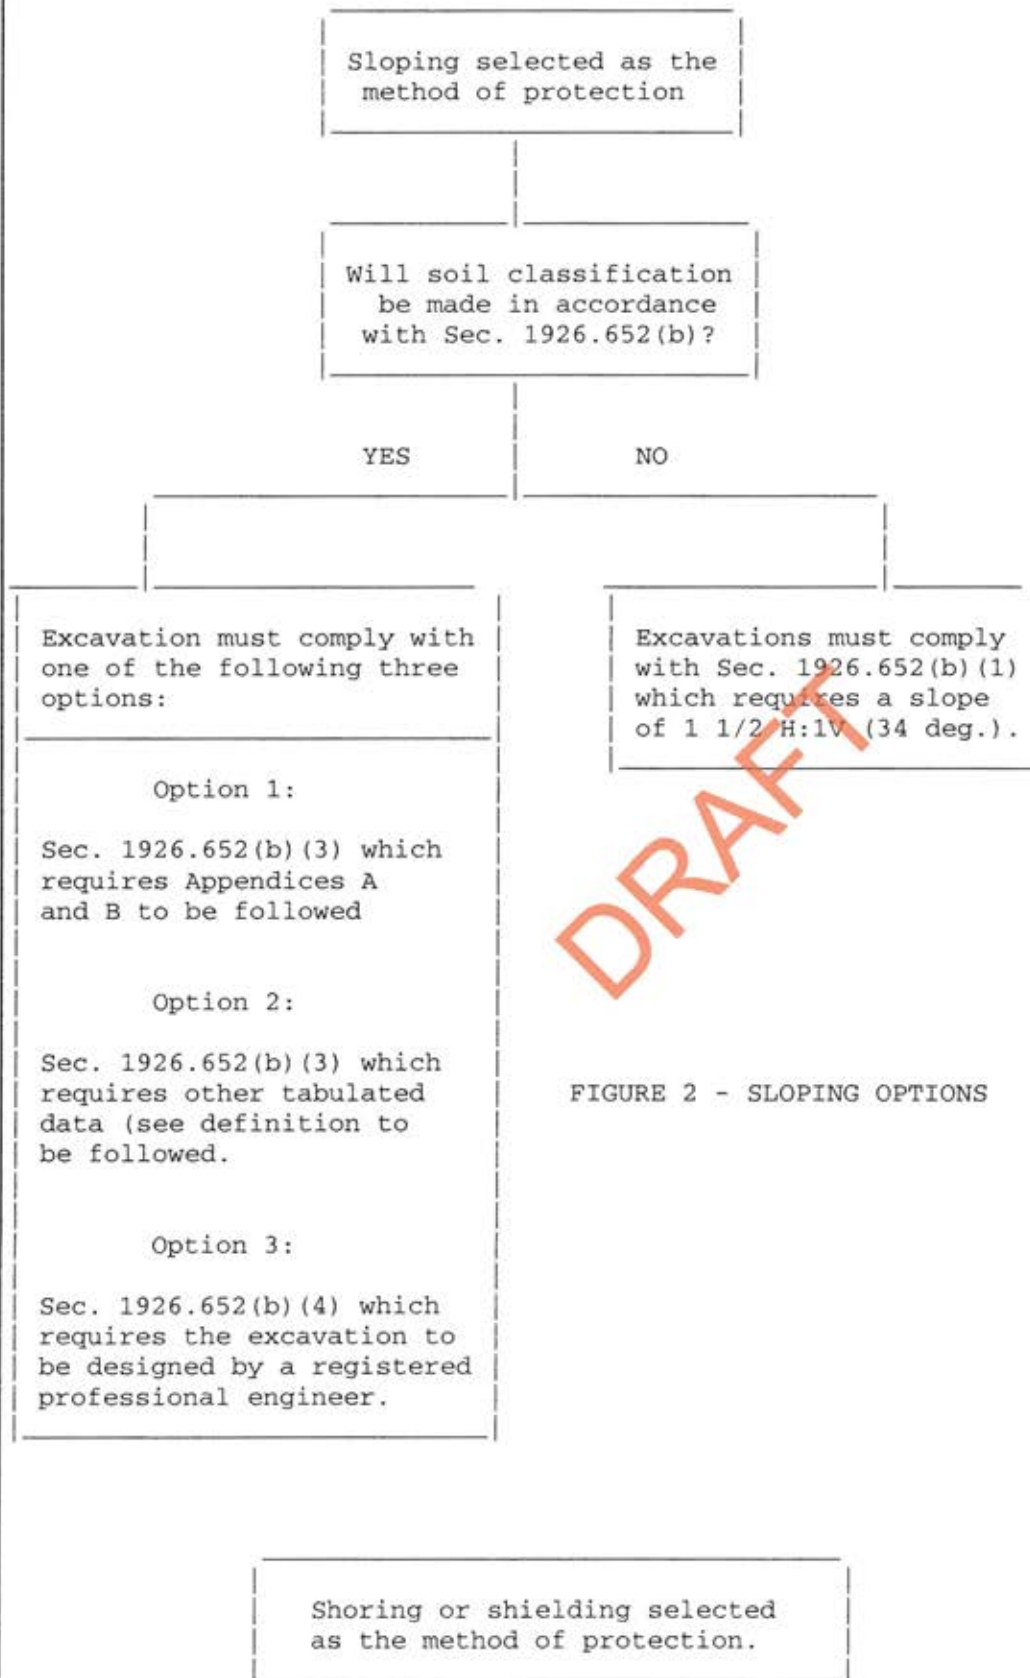 Sloping selected as the
method of protection
Will soil classification
be made in accordance
with Sec. 1926.652(b)?
YES
NO
Excavation must comply with
one of the following three
options:
Option 1:
Sec. 1926.652(b)(3) which
requires Appendices A
and B to be followed
Option 2:
Sec. 1926.652(b)(3) which
requires other tabulated
data (see definition to
be followed.
Option 3:
Sec. 1926.652(b)(4) which
requires the excavation to
be designed by a registered
professional engineer.
Excavations must comply
with Sec. 1926.652(b)(1)
which requires a slope
of 1 1/2 H:1V (34 deg.).
DRAFT
FIGURE 2 - SLOPING OPTIONS
Shoring or shielding selected
as the method of protection.